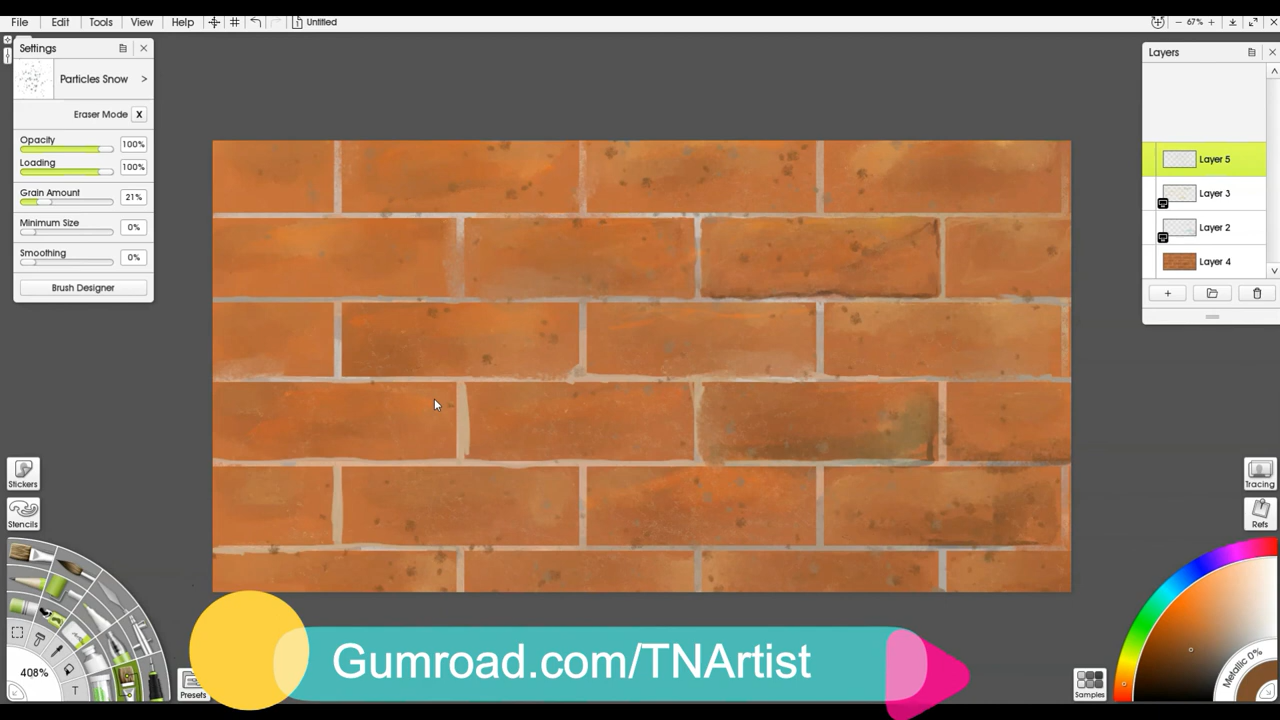 File Edit Tools View Help Untitled 67%
Settings
Particles Snow >
Eraser Mode X
Opacity 100%
Loading 100%
Grain Amount 21%
Minimum Size 0%
Smoothing 0%
Brush Designer
Layers
Layer 5
Layer 3
Layer 2
Layer 4
Stickers
Stencils
Tracing
Refs
408%
T
Presets
Gumroad.com/TNArtist
Samples
Metallic 0%